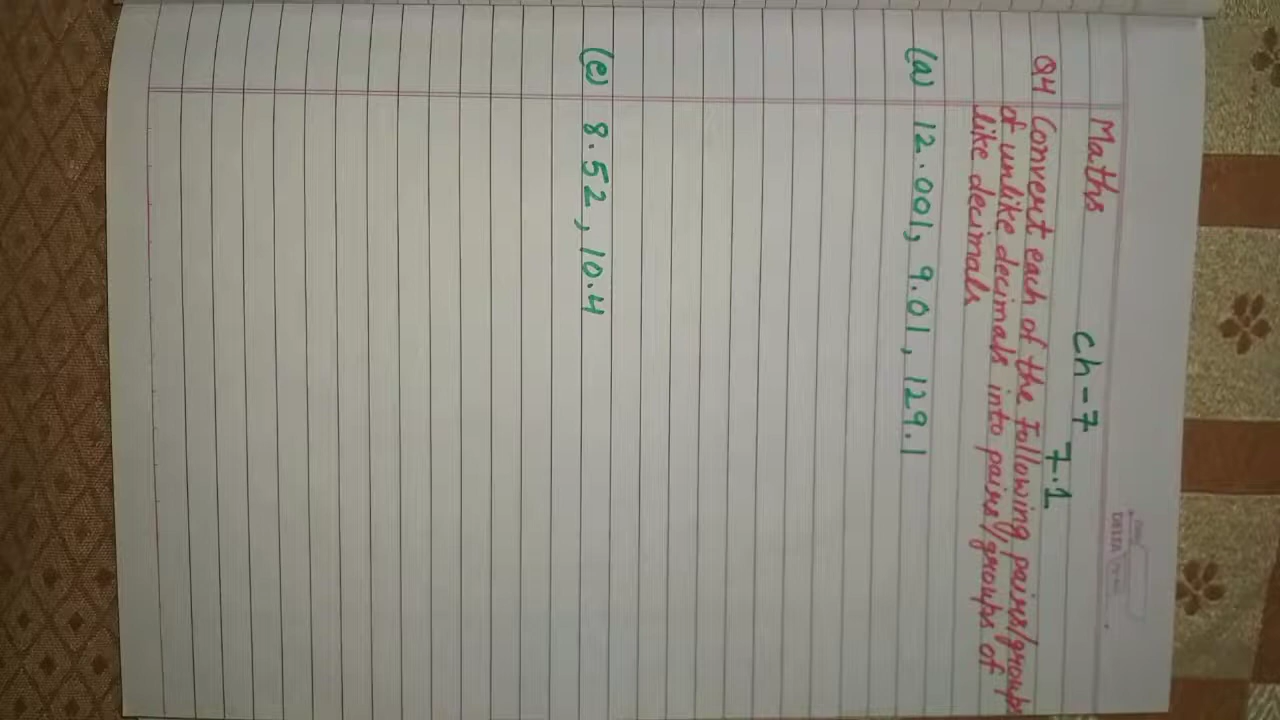 DELTA
Maths
Ch-7
7.1
Q4 Convert each of the following pairs/groups
of unlike decimals into pairs/groups of
like decimals
(a) 12.001, 9.01, 129.1
(e) 8.52, 10.4